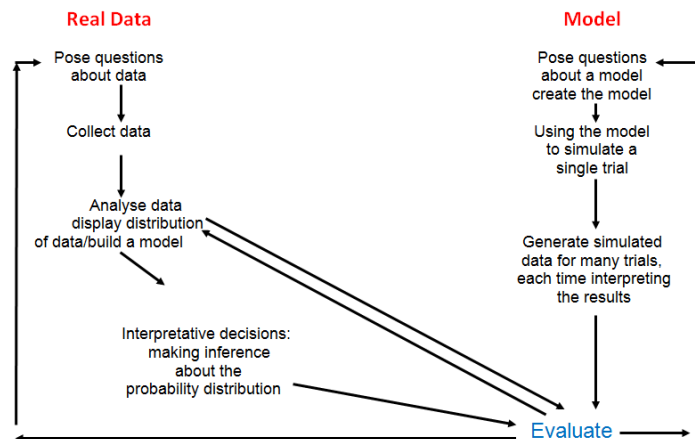 Real Data
Pose questions
about data
Collect data
Analyse data
display distribution
of data/build a model
Interpretative decisions:
making inference
about the
probability distribution
Model
Pose questions
about a model
create the model
Using the model
to simulate a
single trial
Generate simulated
data for many trials,
each time interpreting
the results
Evaluate